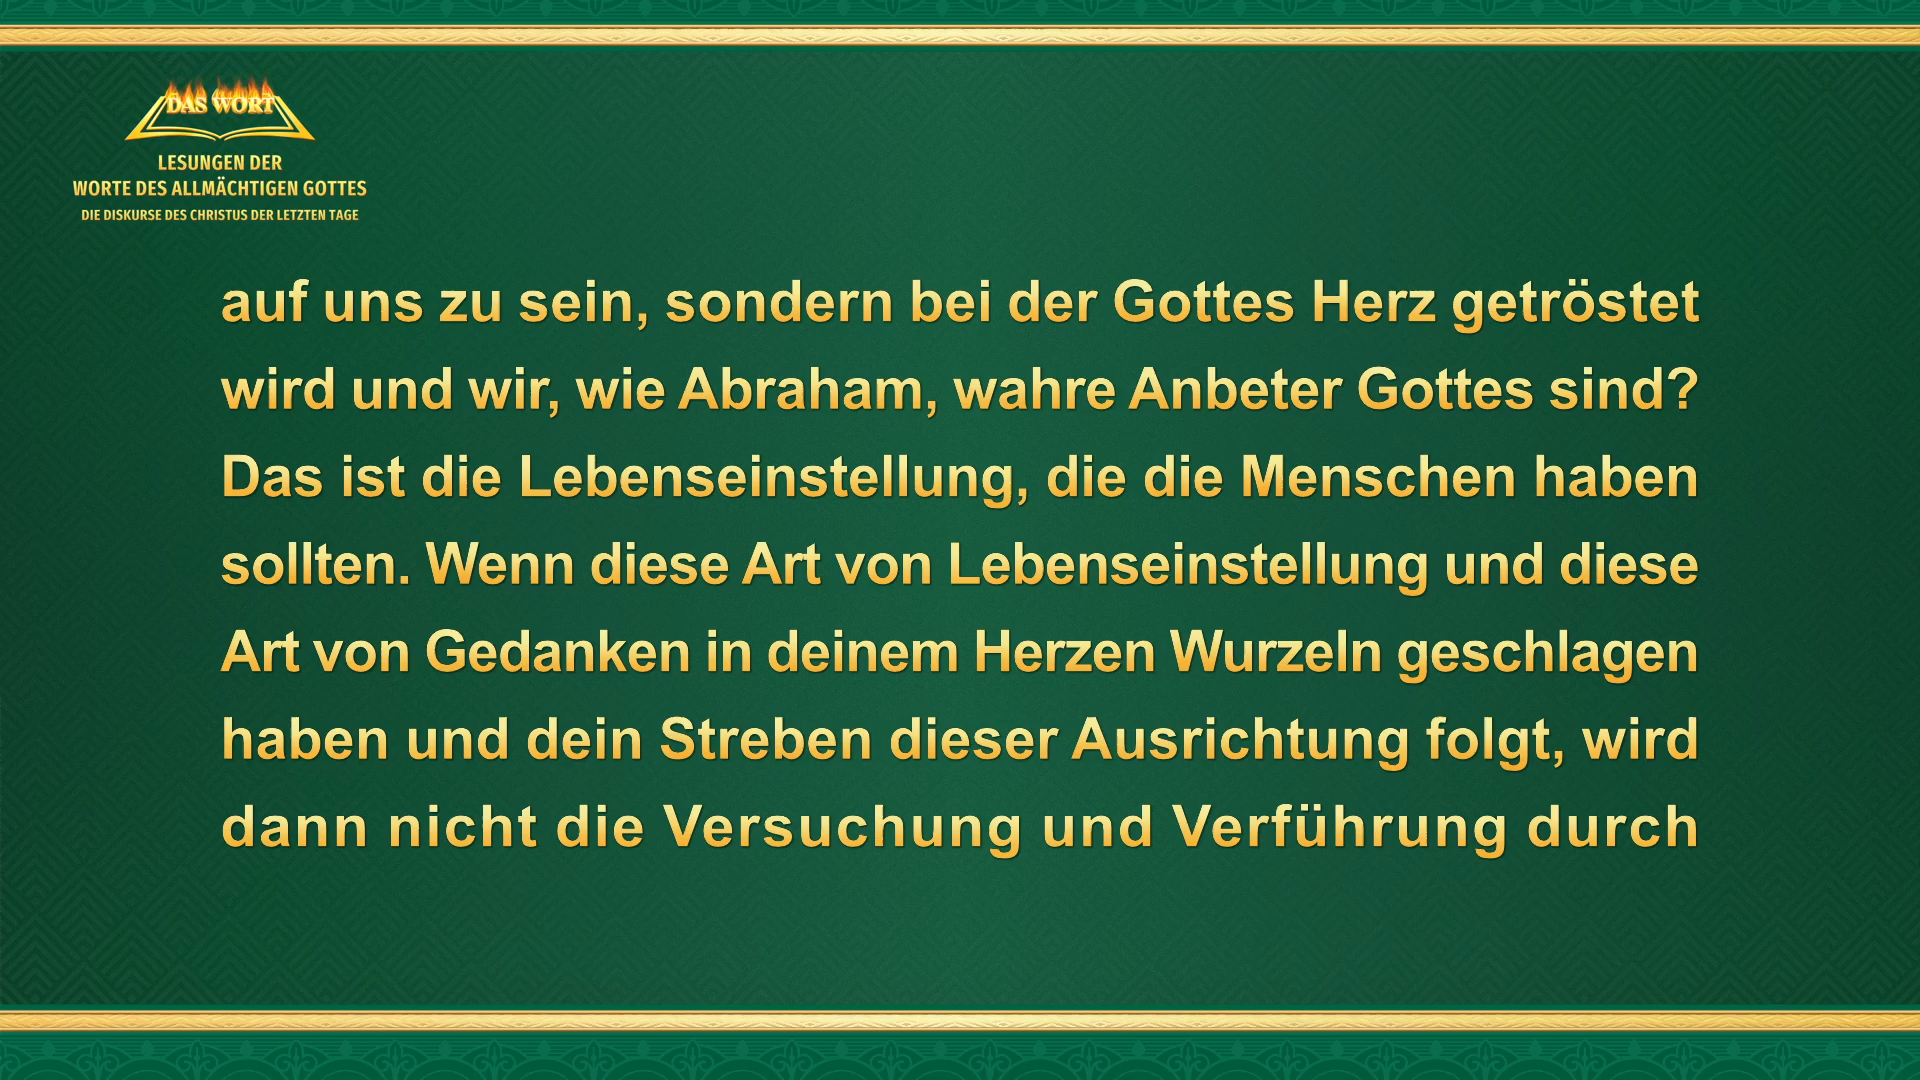 DAS WORT
LESUNGEN DER
WORTE DES ALLMÄCHTIGEN GOTTES
DIE DISKURSE DES CHRISTUS DER LETZTEN TAGE
auf uns zu sein, sondern bei der Gottes Herz getröstet
wird und wir, wie Abraham, wahre Anbeter Gottes sind?
Das ist die Lebenseinstellung, die die Menschen haben
sollten. Wenn diese Art von Lebenseinstellung und diese
Art von Gedanken in deinem Herzen Wurzeln geschlagen
haben und dein Streben dieser Ausrichtung folgt, wird
dann nicht die Versuchung und Verführung durch